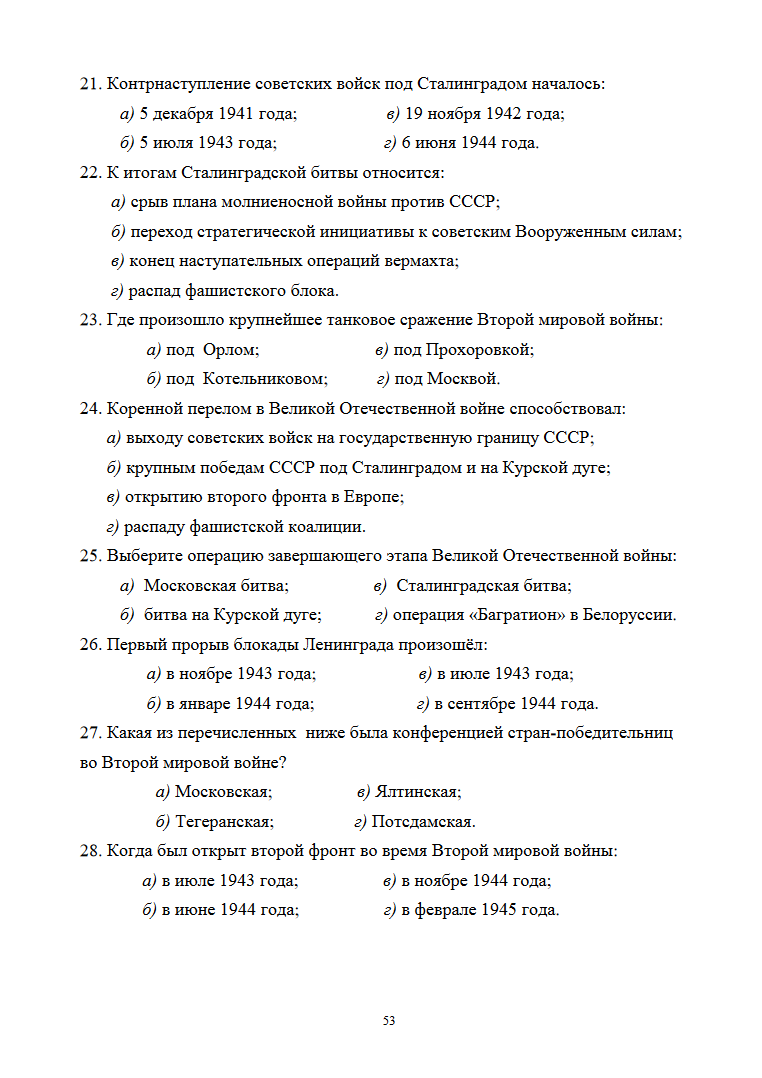 21. Контрнаступление советских войск под Сталинградом началось:
а) 5 декабря 1941 года; в) 19 ноября 1942 года;
б) 5 июля 1943 года; г) 6 июня 1944 года.
22. К итогам Сталинградской битвы относится:
а) срыв плана молниеносной войны против СССР;
б) переход стратегической инициативы к советским Вооруженным силам;
в) конец наступательных операций вермахта;
г) распад фашистского блока.
23. Где произошло крупнейшее танковое сражение Второй мировой войны:
а) под Орлом; в) под Прохоровкой;
б) под Котельниковом; г) под Москвой.
24. Коренной перелом в Великой Отечественной войне способствовал:
а) выходу советских войск на государственную границу СССР;
б) крупным победам СССР под Сталинградом и на Курской дуге;
в) открытию второго фронта в Европе;
г) распаду фашистской коалиции.
25. Выберите операцию завершающего этапа Великой Отечественной войны:
а) Московская битва; в) Сталинградская битва;
б) битва на Курской дуге; г) операция «Багратион» в Белоруссии.
26. Первый прорыв блокады Ленинграда произошёл:
а) в ноябре 1943 года; в) в июле 1943 года;
б) в январе 1944 года; г) в сентябре 1944 года.
27. Какая из перечисленных ниже была конференцией стран-победительниц
во Второй мировой войне?
а) Московская; в) Ялтинская;
б) Тегеранская; г) Потсдамская.
28. Когда был открыт второй фронт во время Второй мировой войны:
а) в июле 1943 года; в) в ноябре 1944 года;
б) в июне 1944 года; г) в феврале 1945 года.
53